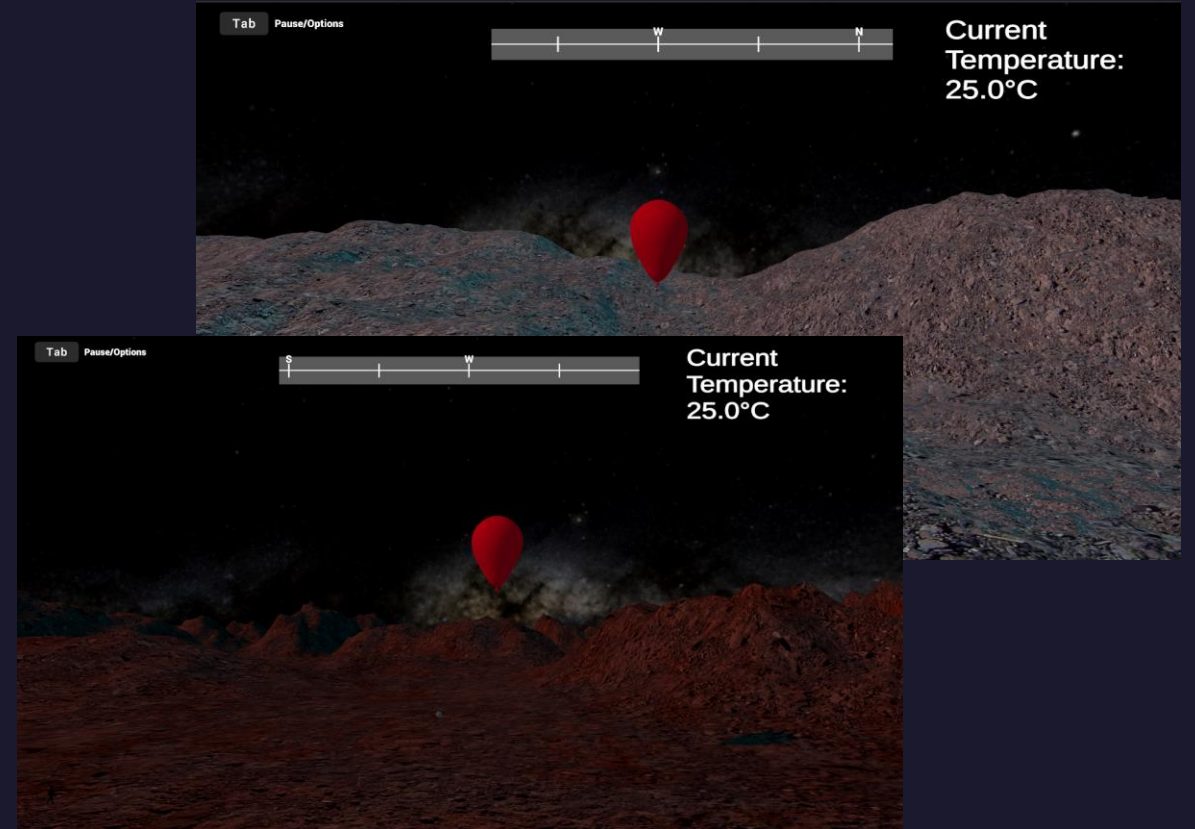 Tab Pause/Options
W N
Current
Temperature:
25.0°C
Tab Pause/Options
S W
Current
Temperature:
25.0°C